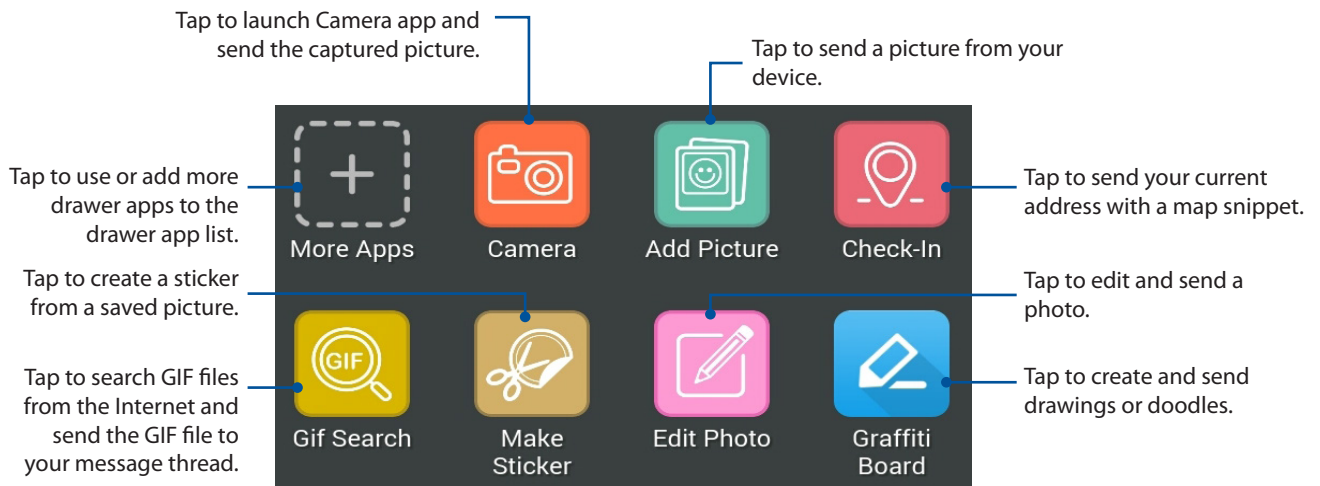 Tap to launch Camera app and
send the captured picture.
Tap to send a picture from your
device.
Tap to use or add more
drawer apps to the
drawer app list.
More Apps
Camera
Add Picture
Check-In
Tap to send your current
address with a map snippet.
Tap to create a sticker
from a saved picture.
Tap to edit and send a
photo.
GIF
Tap to search GIF files
from the Internet and
send the GIF file to
your message thread.
Gif Search
Make
Sticker
Edit Photo
Graffiti
Board
Tap to create and send
drawings or doodles.